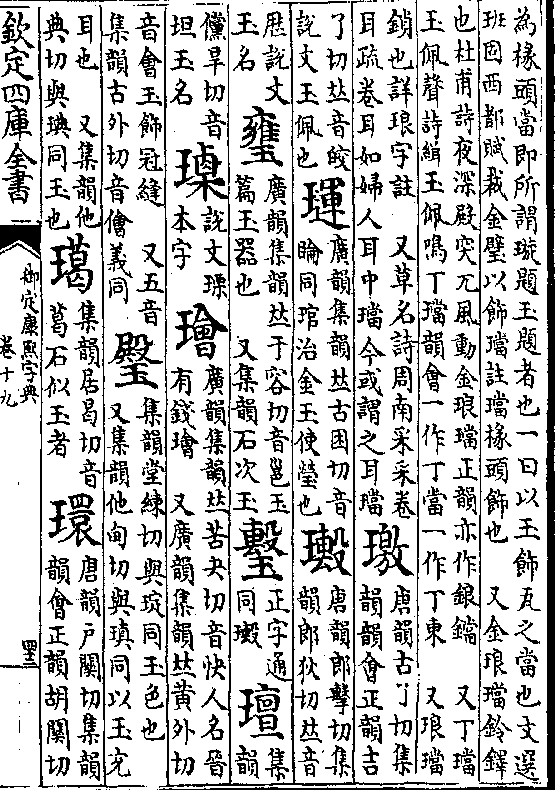 為椽頭當即所謂璇題玉題者也一曰以玉飾瓦之當也文選
班固西都賦裁金璧以飾璫註璫椽頭飾也 又金琅璫鈴鐸
也杜甫詩夜深殿突兀風動金琅璫正韻亦作鋃鐺 又丁璫
玉佩聲詩緝玉佩鳴丁璫韻會一作丁當一作丁東 又琅璫
鎖也詳琅字註 又草名詩周南采采卷
耳疏卷耳如婦人耳中璫今或謂之耳璫
璬
唐韻古了切集
韻韻會正韻吉
了切𠀤音皎
說文玉佩也
㻮
廣韻集韻𠀤古困切音
睔同琯治金玉使瑩也
㻲
唐韻郎擊切集
韻郎狄切𠀤音
歷說文
玉名
㼆
廣韻集韻𠀤于容切音邕玉
篇玉器也 又集韻石次玉
毄玉
正字通
同㻲
璮
集
韻
儻旱切音
坦玉名
璪
說文璖
本字
璯
廣韻集韻𠀤苦夬切音快人名晉
有錢璯 又廣韻集韻𠀤黃外切
音會玉飾冠縫 又五音
集韻古外切音儈義同
壂
集韻堂練切與琔同玉色也
又集韻他甸切與瑱同以玉充
耳也 又集韻他
典切與琠同玉也
㻿
集韻居曷切音
葛石似玉者
環
唐韻戸關切集韻
韻會正韻胡關切
欽定四庫全書
御定康熙字典
卷十九